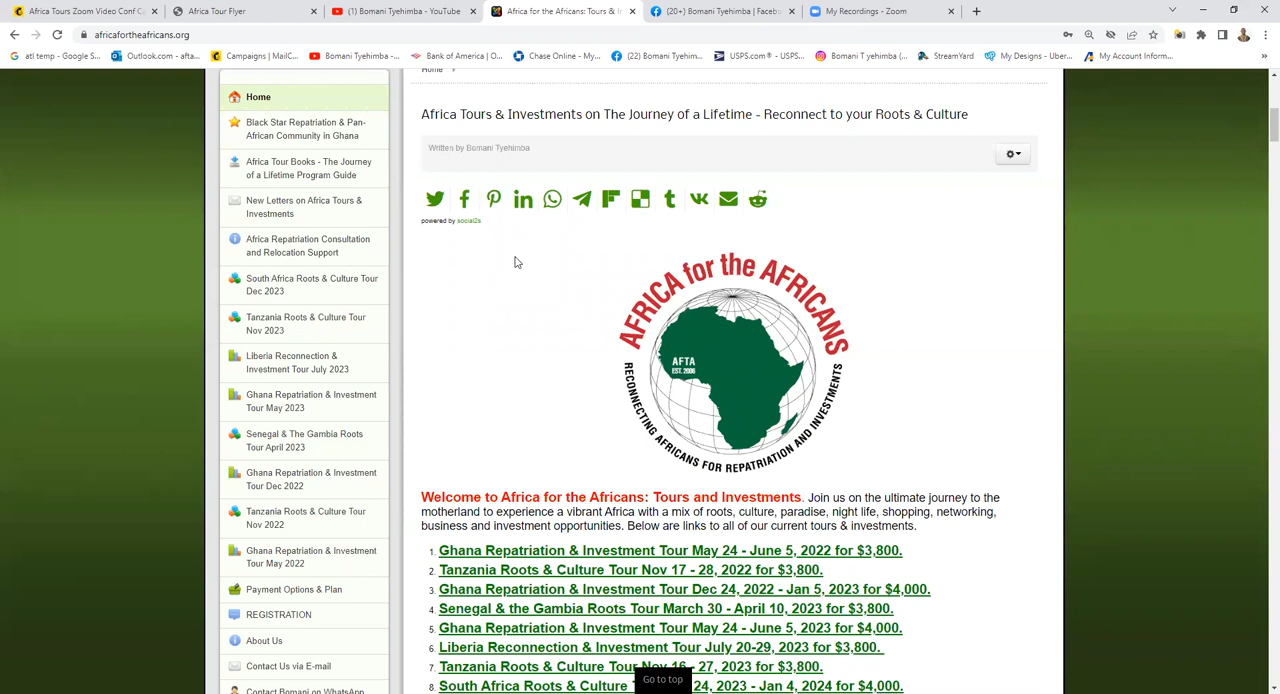 Africa Tours Zoom Video Conf C
Africa Tour Flyer
(1) Bomani Tyehimba - YouTube
Africa for the Africans: Tours & I
(20+) Bomani Tyehimba | Faceb
My Recordings - Zoom
africafortheafricans.org
atl temp - Google S...
Outlook.com - afta...
Campaigns | MailC...
Bomani Tyehimba -...
Bank of America | O...
Chase Online - My...
(22) Bomani Tyehim...
USPS.com® - USPS...
Bomani T yehimba (...
StreamYard
My Designs - Uber...
My Account Inform...
Home
Black Star Repatriation & Pan-
African Community in Ghana
Africa Tour Books - The Journey
of a Lifetime Program Guide
New Letters on Africa Tours &
Investments
Africa Repatriation Consultation
and Relocation Support
South Africa Roots & Culture Tour
Dec 2023
Tanzania Roots & Culture Tour
Nov 2023
Liberia Reconnection &
Investment Tour July 2023
Ghana Repatriation & Investment
Tour May 2023
Senegal & The Gambia Roots
Tour April 2023
Ghana Repatriation & Investment
Tour Dec 2022
Tanzania Roots & Culture Tour
Nov 2022
Ghana Repatriation & Investment
Tour May 2022
Payment Options & Plan
REGISTRATION
About Us
Contact Us via E-mail
Contact Bomani on WhatsApp
Home
Africa Tours & Investments on The Journey of a Lifetime - Reconnect to your Roots & Culture
Written by Bomani Tyehimba
powered by social2s
AFRICA for the AFRICANS
AFTA
EST. 2006
RECONNECTING AFRICANS FOR REPATRIATION AND INVESTMENTS
Welcome to Africa for the Africans: Tours and Investments. Join us on the ultimate journey to the
motherland to experience a vibrant Africa with a mix of roots, culture, paradise, night life, shopping, networking,
business and investment opportunities. Below are links to all of our current tours & investments.
1. Ghana Repatriation & Investment Tour May 24 - June 5, 2022 for $3,800.
2. Tanzania Roots & Culture Tour Nov 17 - 28, 2022 for $3,800.
3. Ghana Repatriation & Investment Tour Dec 24, 2022 - Jan 5, 2023 for $4,000.
4. Senegal & the Gambia Roots Tour March 30 - April 10, 2023 for $3,800.
5. Ghana Repatriation & Investment Tour May 24 - June 5, 2023 for $4,000.
6. Liberia Reconnection & Investment Tour July 20-29, 2023 for $3,800.
7. Tanzania Roots & Culture Tour Nov 16 - 27, 2023 for $3,800.
8. South Africa Roots & Culture 24, 2023 - Jan 4, 2024 for $4,000.
Go to top